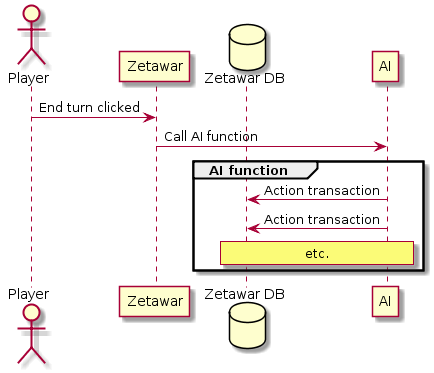 Player
Zetawar
Zetawar DB
AI
End turn clicked
Call AI function
AI function
Action transaction
Action transaction
etc.
Player
Zetawar
Zetawar DB
AI